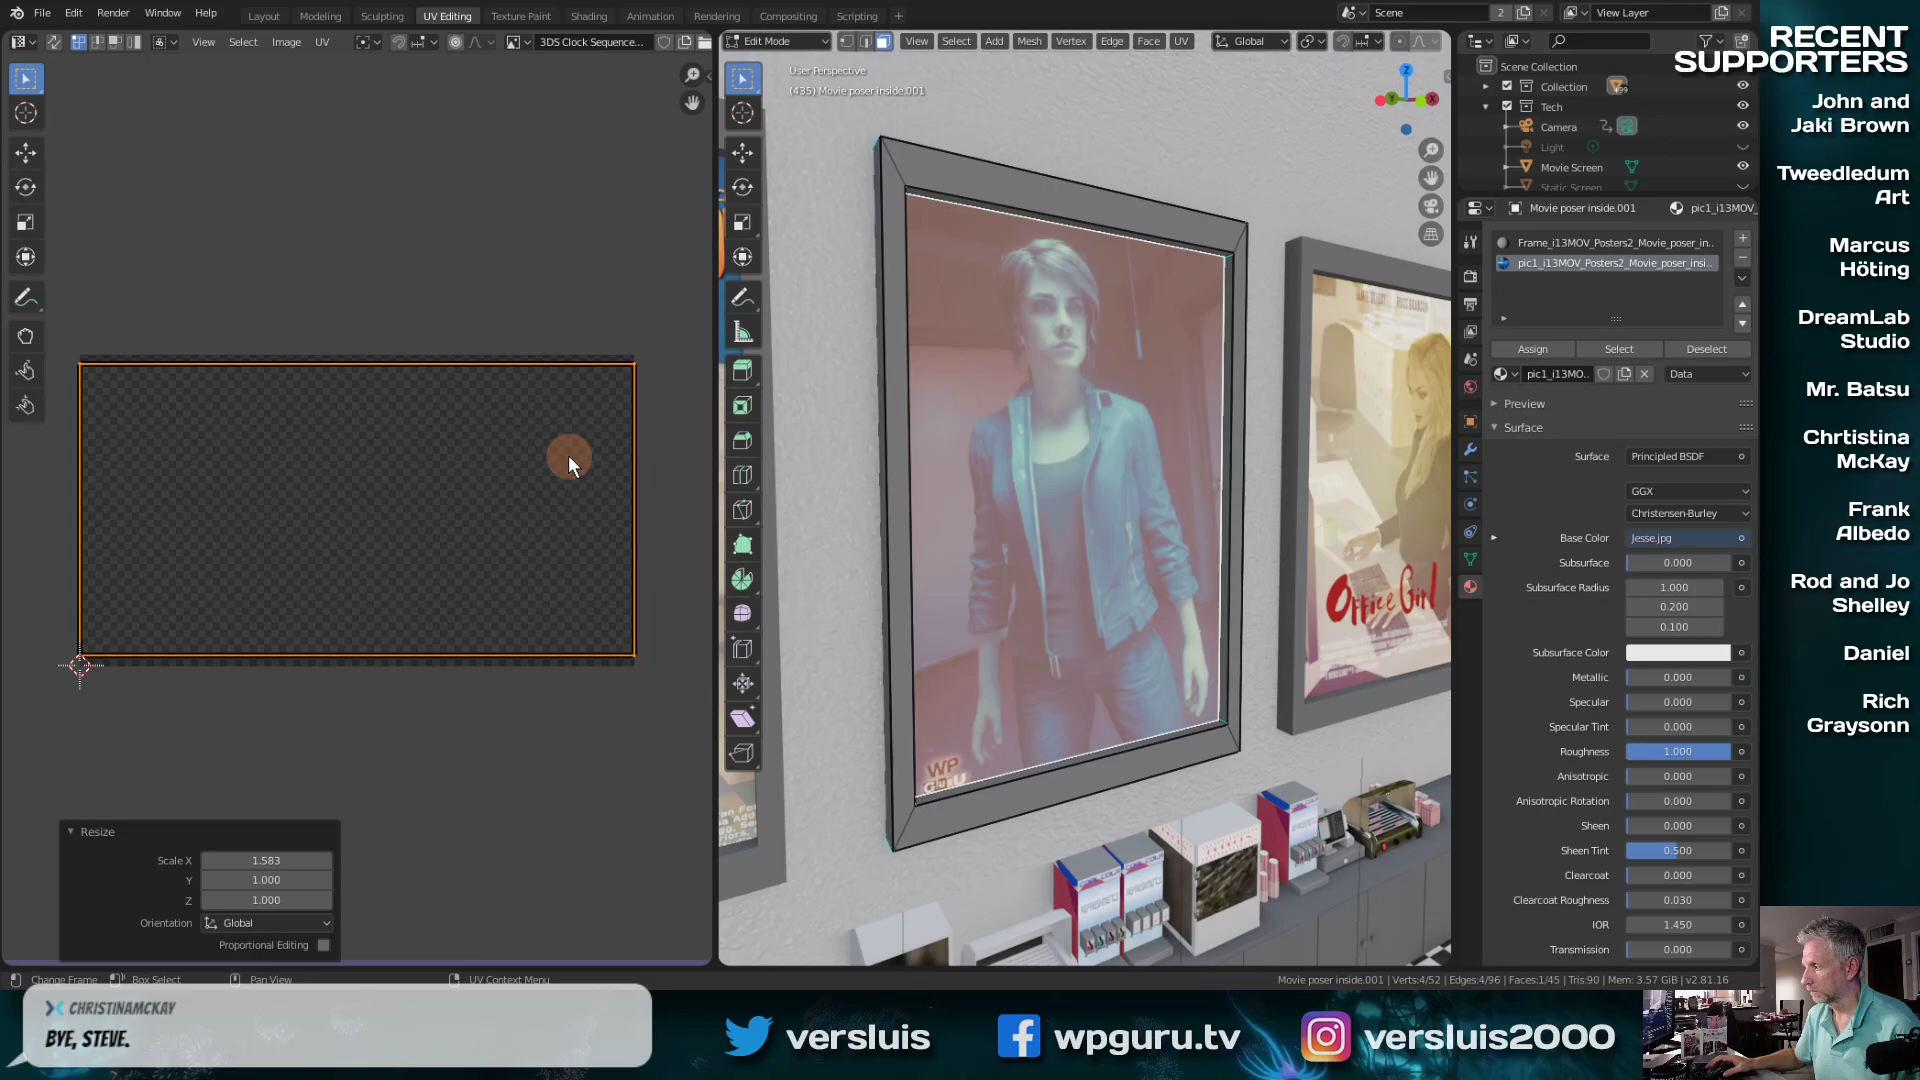 File Edit Render Window Help
Layout Modeling Sculpting UV Editing Texture Paint Shading Animation Rendering Compositing Scripting +
Scene 2
View Layer
View Select Image UV
3DS Clock Sequence...
Edit Mode
View Select Add Mesh Vertex Edge Face UV
Global
User Perspective
(435) Movie poser inside.001
Scene Collection
Collection
Tech
Camera
Light
Movie Screen
Static Screen
Movie poser inside.001
pic1_i13MOV_
Frame_i13MOV_Posters2_Movie_poser_in..
pic1_i13MOV_Posters2_Movie_poser_insi..
Assign Select Deselect
pic1_i13MO.. Data
Preview
Surface
Surface Principled BSDF
GGX
Christensen-Burley
Base Color Jesse.jpg
Subsurface 0.000
Subsurface Radius 1.000
0.200
0.100
Subsurface Color
Metallic 0.000
Specular 0.000
Specular Tint 0.000
Roughness 1.000
Anisotropic 0.000
Anisotropic Rotation 0.000
Sheen 0.000
Sheen Tint 0.500
Clearcoat 0.000
Clearcoat Roughness 0.030
IOR 1.450
Transmission 0.000
WP
GURU
Office Girl
Resize
Scale X 1.583
Y 1.000
Z 1.000
Orientation Global
Proportional Editing
Change Frame Box Select Pan View UV Context Menu
Movie poser inside.001 | Verts:4/52 | Edges:4/96 | Faces:1/45 | Tris:90 | Mem: 3.57 GiB | v2.81.16
RECENT
SUPPORTERS
John and
Jaki Brown
Tweedledum
Art
Marcus
Höting
DreamLab
Studio
Mr. Batsu
Chrtistina
McKay
Frank
Albedo
Rod and Jo
Shelley
Daniel
Rich
Graysonn
CHRISTINAMCKAY
BYE, STEVE.
versluis
wpguru.tv
versluis2000